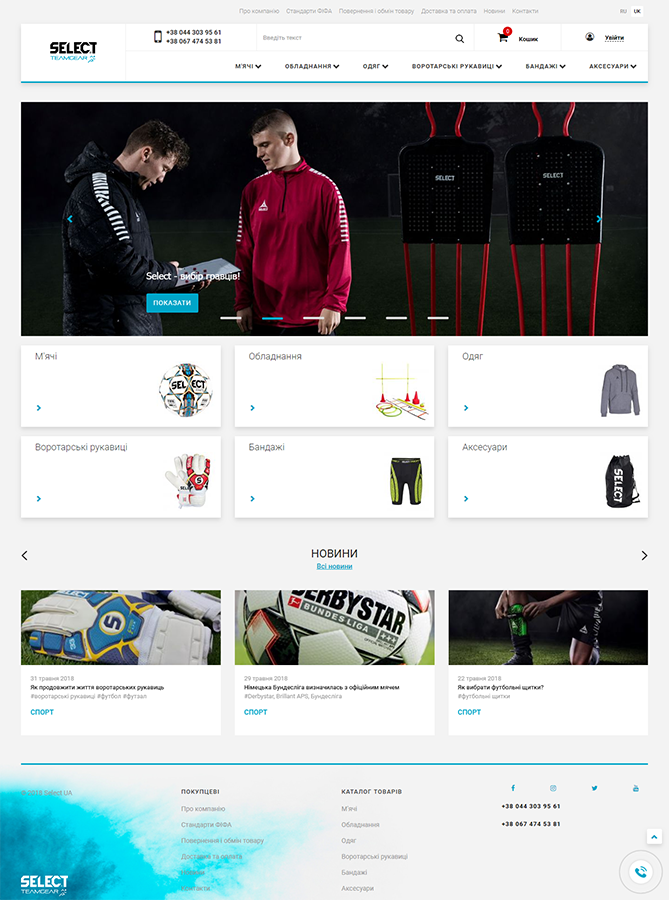 Про компанію Стандарти ФІФА Повернення і обмін товару Доставка та оплата Новини Контакти RU UK
SELECT
TEAMGEAR
+38 044 303 95 61
+38 067 474 53 81
Введіть текст
0
Кошик
Увійти
М'ЯЧІ ОБЛАДНАННЯ ОДЯГ ВОРОТАРСЬКІ РУКАВИЦІ БАНДАЖІ АКСЕСУАРИ
SELECT
SELECT
Select - вибір гравців!
ПОКАЗАТИ
М'ячі
SELECT
Обладнання
Одяг
Воротарські рукавиці
Бандажі
Аксесуари
SELECT
НОВИНИ
Всі новини
DERBYSTAR
BUNDESLIGA
31 травня 2018
Як продовжити життя воротарських рукавиць
#воротарські рукавиці #футбол #футзал
СПОРТ
29 травня 2018
Німецька Бундесліга визначилась з офіційним мячем
#Derbystar, Brillant APS, Бундесліга
СПОРТ
22 травня 2018
Як вибрати футбольні щитки?
#футбольні щитки
СПОРТ
© 2018 Select UA
SELECT
TEAMGEAR
ПОКУПЦЕВІ
Про компанію
Стандарти ФІФА
Повернення і обмін товару
Доставка та оплата
Новини
Контакти
КАТАЛОГ ТОВАРІВ
М'ячі
Обладнання
Одяг
Воротарські рукавиці
Бандажі
Аксесуари
+38 044 303 95 61
+38 067 474 53 81